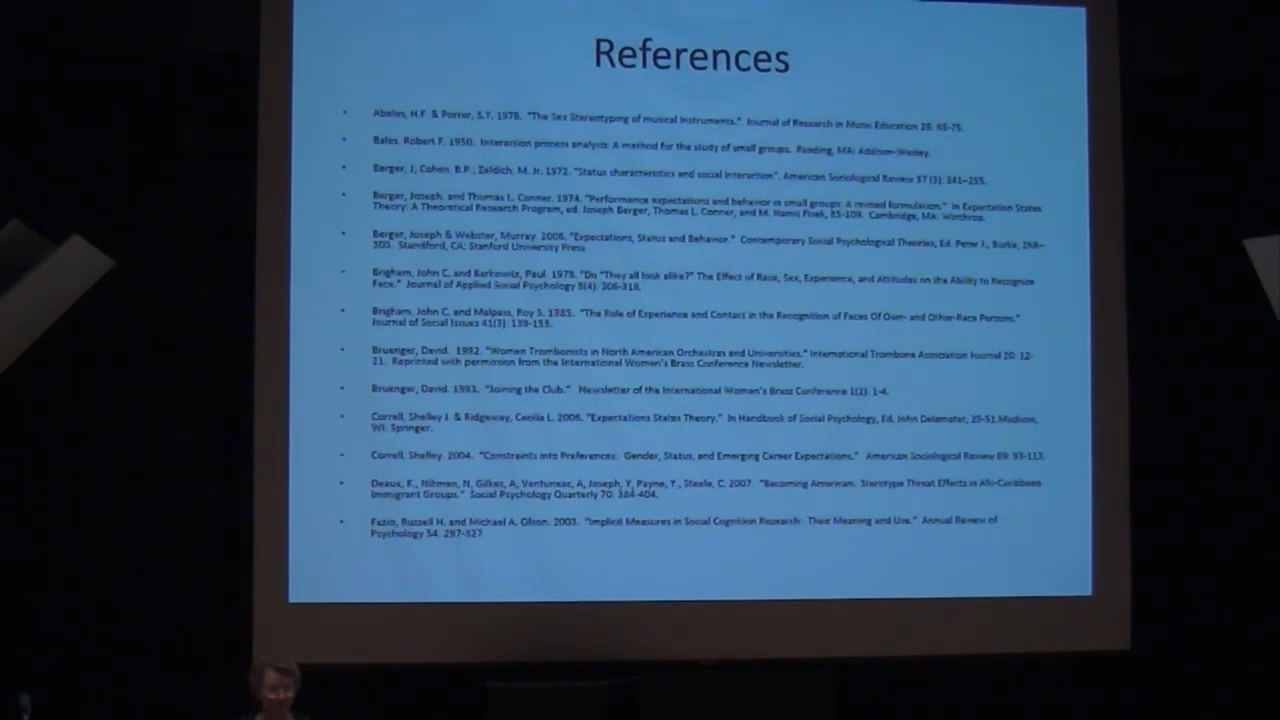 References
• Abeles, H.F. & Porter, S.Y. 1978. "The Sex Stereotyping of musical instruments." Journal of Research in Music Education 26: 65-75.
• Bales, Robert F. 1950. Interaction process analysis: A method for the study of small groups. Reading, MA: Addison-Wesley.
• Berger, J; Cohen, B.P.; Zelditch, M. Jr. 1972. "Status characteristics and social interaction". American Sociological Review 37 (3): 241–255.
• Berger, Joseph, and Thomas L. Conner. 1974. "Performance expectations and behavior in small groups: A revised formulation." In Expectation States
Theory: A Theoretical Research Program, ed. Joseph Berger, Thomas L. Conner, and M. Hamis Fisek, 85-109. Cambridge, MA: Winthrop.
• Berger, Joseph & Webster, Murray. 2006. "Expectations, Status and Behavior." Contemporary Social Psychological Theories, Ed. Peter J., Burke, 268–
300. Standford, CA: Stanford University Press
• Brigham, John C. and Barkowitz, Paul. 1978. "Do "They all look alike?" The Effect of Race, Sex, Experience, and Attitudes on the Ability to Recognize
Face." Journal of Applied Social Psychology 8(4): 306-318.
• Brigham, John C. and Malpass, Roy S. 1985. "The Role of Experience and Contact in the Recognition of Faces Of Own- and Other-Race Persons."
Journal of Social Issues 41(3): 139-155.
• Bruenger, David. 1992. "Women Trombonists in North American Orchestras and Universities." International Trombone Association Journal 20: 12-
21. Reprinted with permission from the International Women's Brass Conference Newsletter.
• Bruenger, David. 1993. "Joining the Club." Newsletter of the International Women's Brass Conference 1(2): 1-4.
• Correll, Shelley J. & Ridgeway, Cecilia L. 2006. "Expectations States Theory." In Handbook of Social Psychology, Ed. John Delamater, 29-51. Madison,
WI: Springer.
• Correll, Shelley. 2004. "Constraints into Preferences: Gender, Status, and Emerging Career Expectations." American Sociological Review 69: 93-113.
• Deaux, K., Bikmen, N, Gilkes, A, Ventuneac, A, Joseph, Y, Payne, Y., Steele, C. 2007. "Becoming American: Sterotype Threat Effects in Afro-Caribbean
Immigrant Groups." Social Psychology Quarterly 70: 384-404.
• Fazio, Russell H. and Michael A. Olson. 2003. "Implicit Measures in Social Cognition Research: Their Meaning and Use." Annual Review of
Psychology 54: 297-327